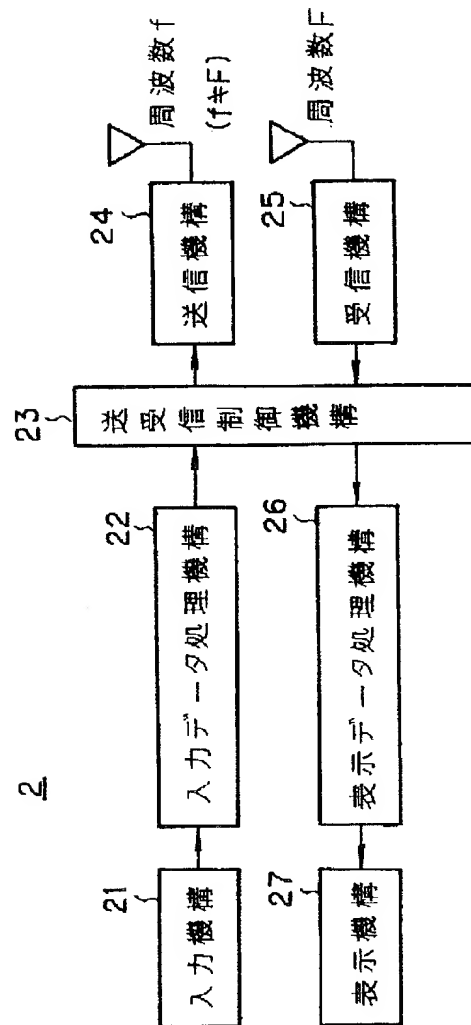 2
21
入力機構
22
入力データ処理機構
23
送受信制御機構
24
送信機構
周波数f
(f≠F)
25
受信機構
周波数F
26
表示データ処理機構
27
表示機構